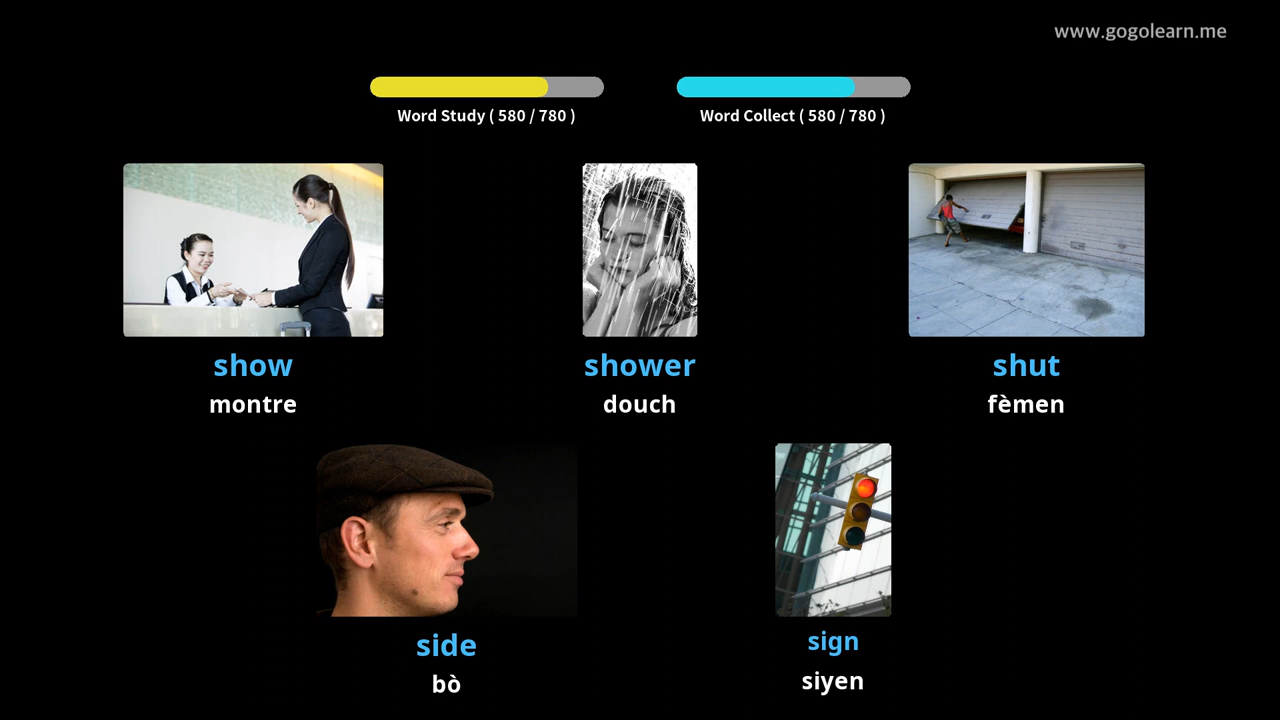 www.gogolearn.me
Word Study ( 580 / 780 )
Word Collect ( 580 / 780 )
show
montre
shower
douch
shut
fèmen
side
bò
sign
siyen